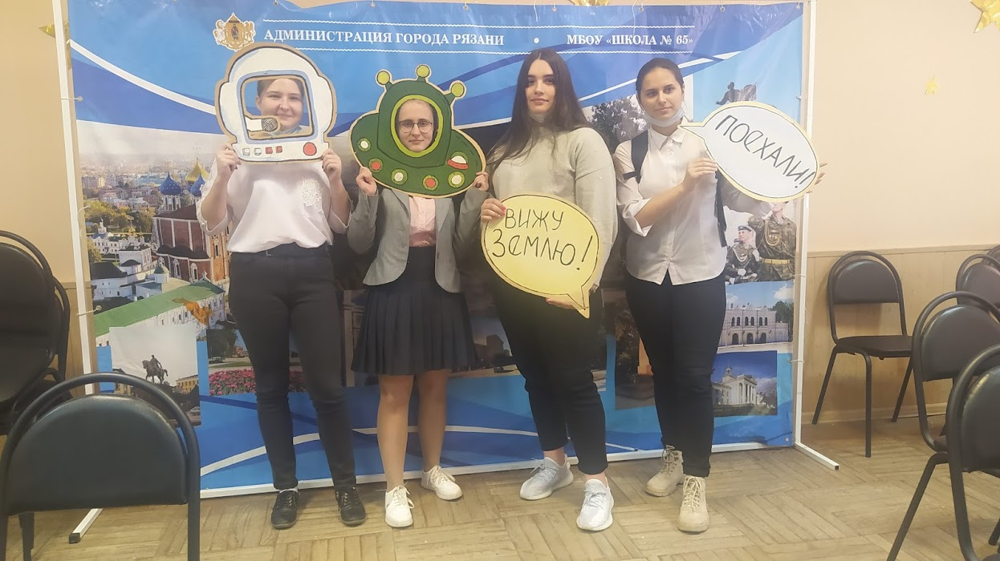 АДМИНИСТРАЦИЯ ГОРОДА РЯЗАНИ • МБОУ «ШКОЛА № 65»
ПОЕХАЛИ!
ВИЖУ
ЗЕМЛЮ!